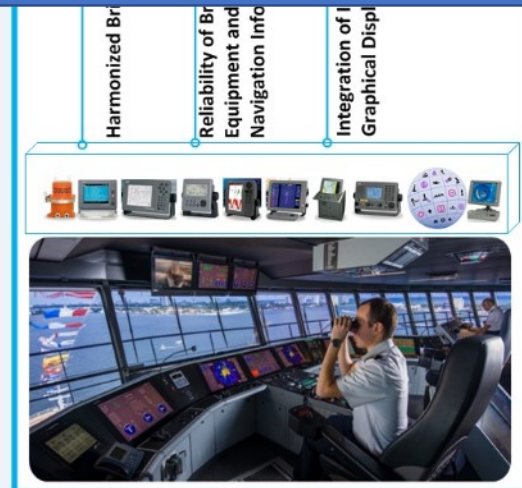 Harmonized Bri
Reliability of Br
Equipment and
Navigation Info
Integration of I
Graphical Displ